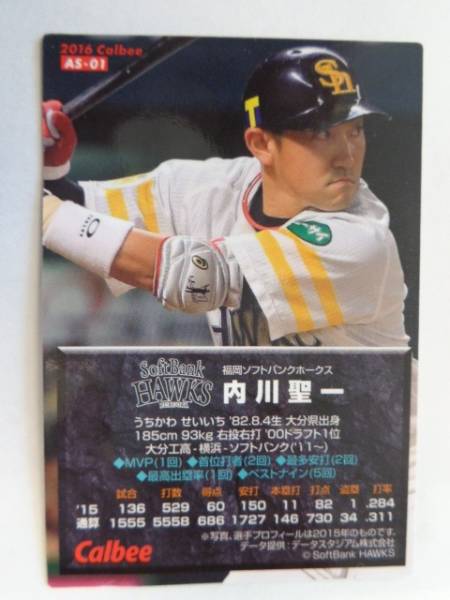 2016 Calbee
AS-01
SH
T
SoftBank
HAWKS
福岡ソフトバンクホークス
内川聖一
うちかわ せいいち '82.8.4生 大分県出身
185cm 93kg 右投右打 '00ドラフト1位
大分工高-横浜-ソフトバンク('11~)
◆MVP(1回) ◆首位打者(2回) ◆最多安打(2回)
◆最高出塁率(1回) ◆ベストナイン(5回)
試合 打数 得点 安打 本塁打 打点 盗塁 打率
'15 136 529 60 150 11 82 1 .284
通算 1555 5558 686 1727 146 730 34 .311
※写真、選手プロフィールは2015年のものです。
データ提供:データスタジアム株式会社
Calbee
© SoftBank HAWKS